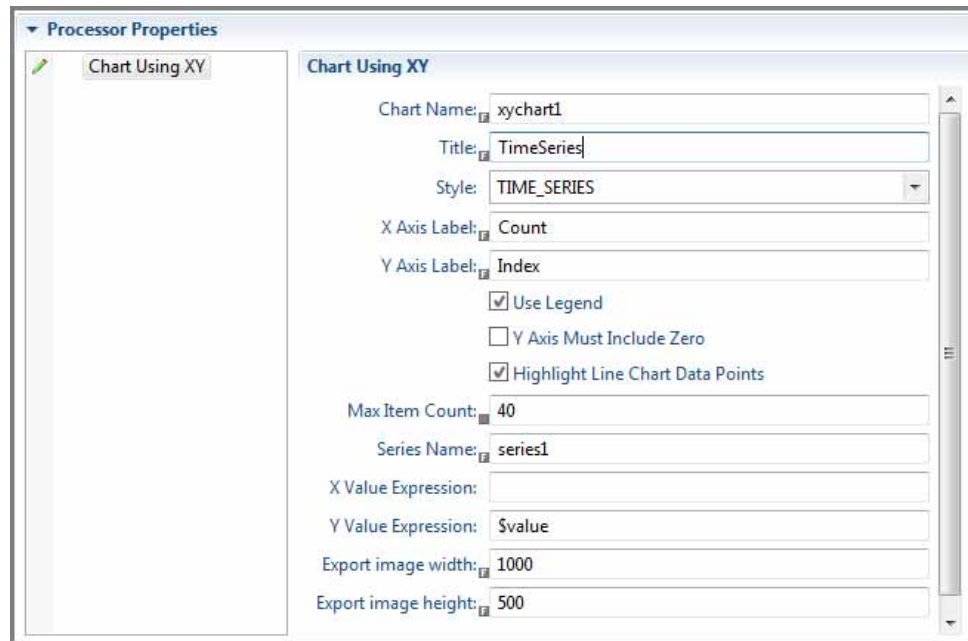 Processor Properties
Chart Using XY
Chart Using XY
Chart Name: xychart1
Title: TimeSeries
Style: TIME_SERIES
X Axis Label: Count
Y Axis Label: Index
Use Legend
Y Axis Must Include Zero
Highlight Line Chart Data Points
Max Item Count: 40
Series Name: series1
X Value Expression:
Y Value Expression: $value
Export image width: 1000
Export image height: 500